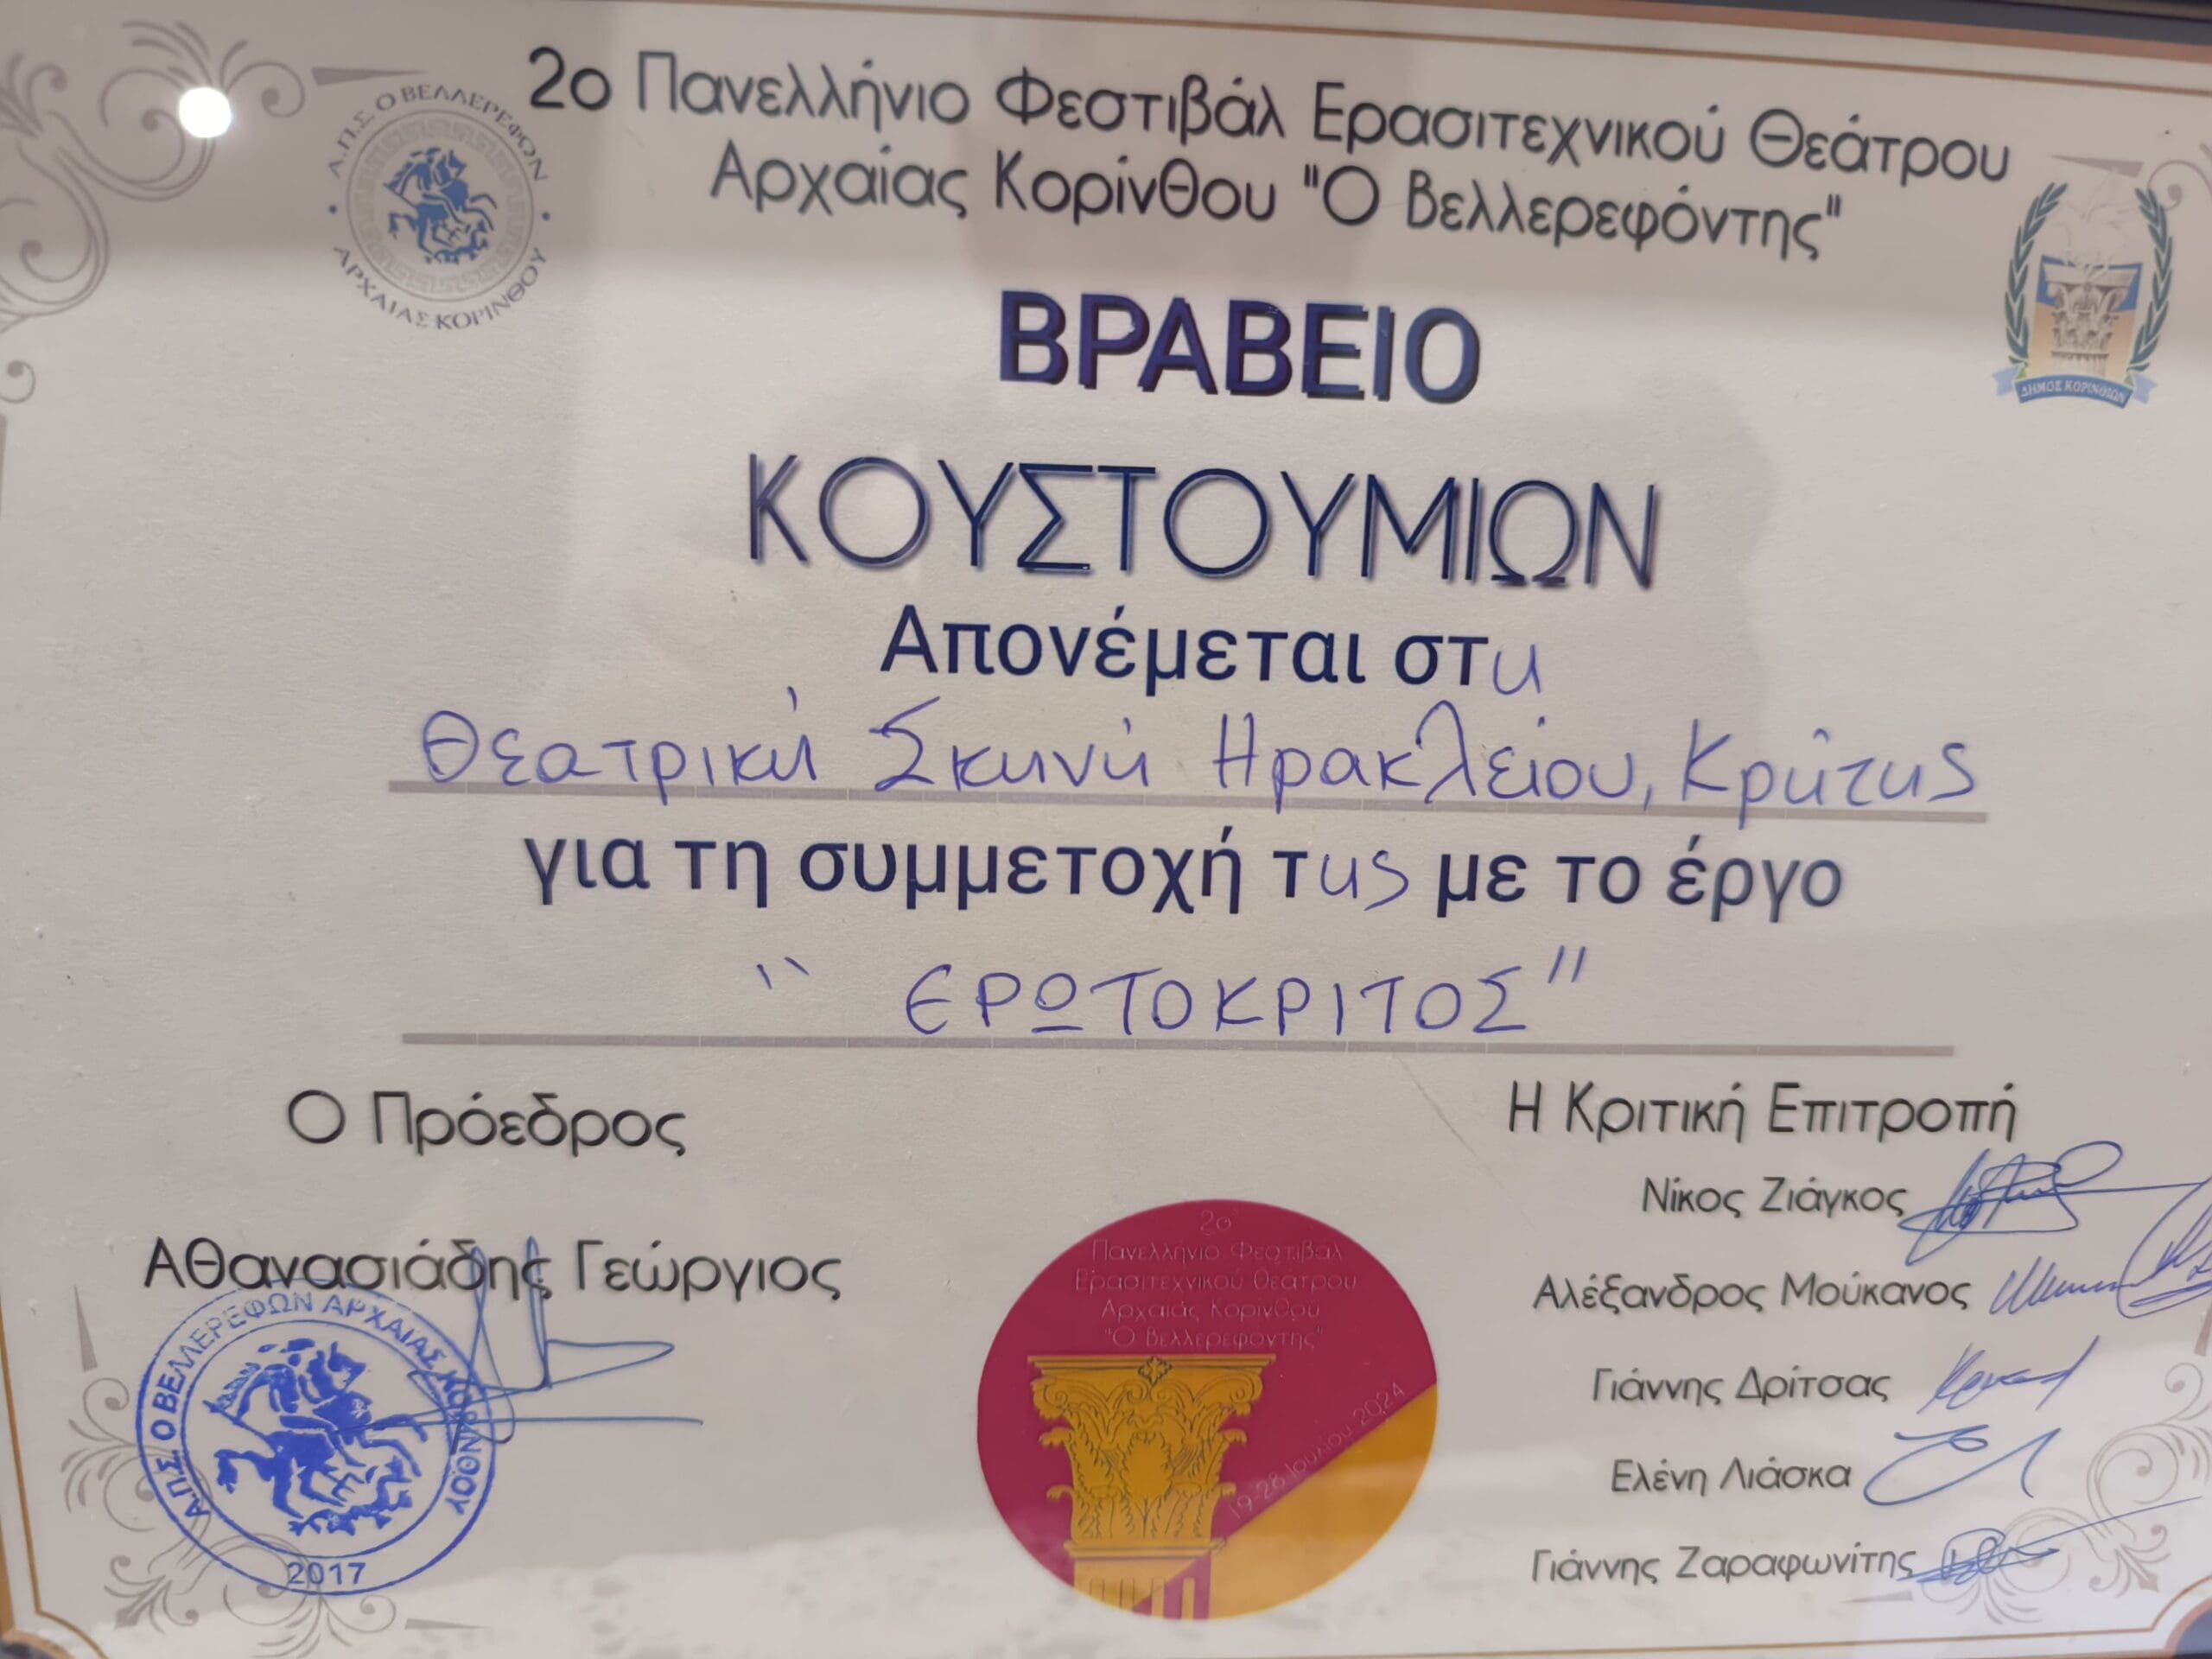 2ο Πανελλήνιο Φεστιβάλ Ερασιτεχνικού Θεάτρου
Αρχαίας Κορίνθου "Ο Βελλερεφόντης"
Α.Π.Σ Ο ΒΕΛΛΕΡΕΦΩΝ
ΑΡΧΑΙΑΣ ΚΟΡΙΝΘΟΥ
ΔΗΜΟΣ ΚΟΡΙΝΘΙΩΝ
ΒΡΑΒΕΙΟ
ΚΟΥΣΤΟΥΜΙΩΝ
Απονέμεται στη
Θεατρική Σκηνή Ηρακλείου, Κρήτης
για τη συμμετοχή της με το έργο
"ΕΡΩΤΟΚΡΙΤΟΣ"
Ο Πρόεδρος
Αθανασιάδης Γεώργιος
Α.Π.Σ Ο ΒΕΛΛΕΡΕΦΩΝ ΑΡΧΑΙΑΣ ΚΟΡΙΝΘΟΥ
2017
2ο
Πανελλήνιο Φεστιβάλ
Ερασιτεχνικού Θεάτρου
Αρχαίας Κορίνθου
"Ο Βελλερεφόντης"
19-28 Ιουλίου 2024
Η Κριτική Επιτροπή
Νίκος Ζιάγκος
Αλέξανδρος Μούκανος
Γιάννης Δρίτσας
Ελένη Λιάσκα
Γιάννης Ζαραφωνίτης